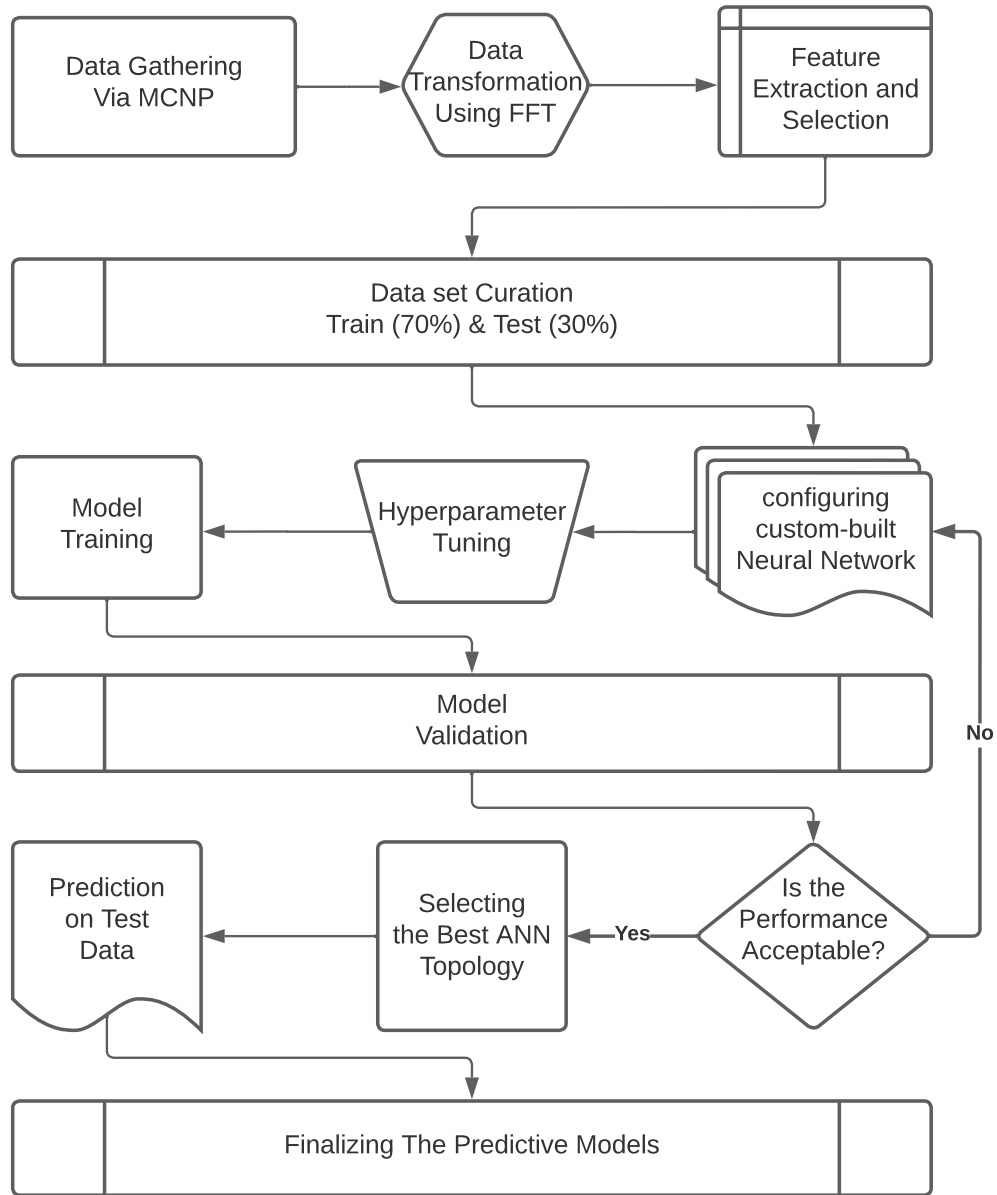 Data Gathering
Via MCNP
Data
Transformation
Using FFT
Feature
Extraction and
Selection
Data set Curation
Train (70%) & Test (30%)
Model
Training
Hyperparameter
Tuning
configuring
custom-built
Neural Network
Model
Validation
No
Prediction
on Test
Data
Selecting
the Best ANN
Topology
Yes
Is the
Performance
Acceptable?
Finalizing The Predictive Models